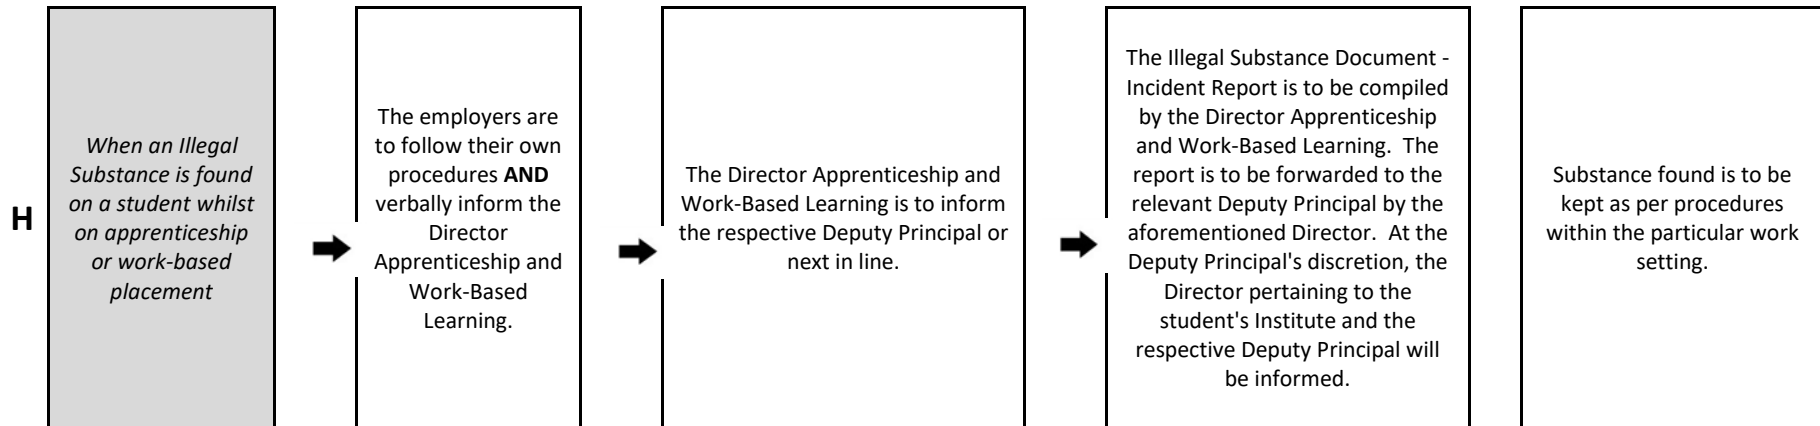 H
When an Illegal
Substance is found
on a student whilst
on apprenticeship
or work-based
placement
The employers are
to follow their own
procedures AND
verbally inform the
Director
Apprenticeship and
Work-Based
Learning.
The Director Apprenticeship and
Work-Based Learning is to inform
the respective Deputy Principal or
next in line.
The Illegal Substance Document -
Incident Report is to be compiled
by the Director Apprenticeship
and Work-Based Learning.  The
report is to be forwarded to the
relevant Deputy Principal by the
aforementioned Director.  At the
Deputy Principal's discretion, the
Director pertaining to the
student's Institute and the
respective Deputy Principal will
be informed.
Substance found is to be
kept as per procedures
within the particular work
setting.